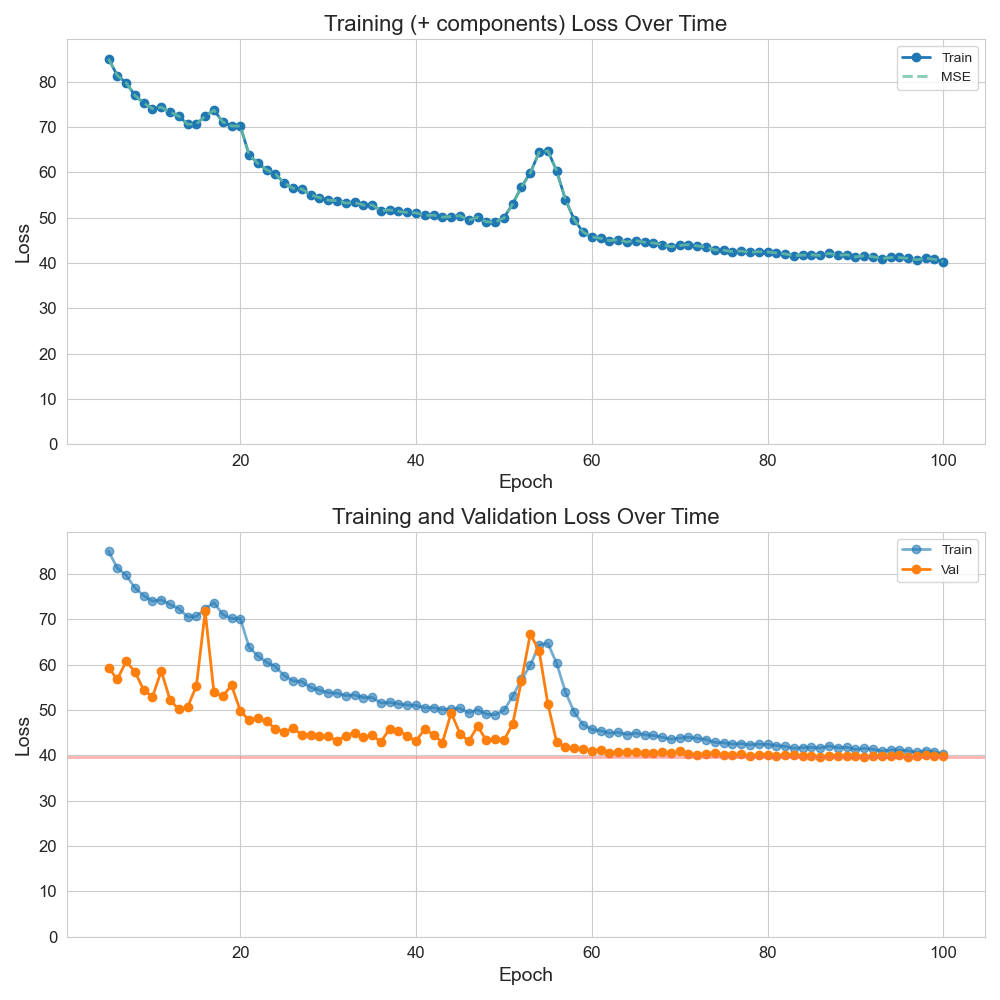 Training (+ components) Loss Over Time
Train
MSE
Loss
80
70
60
50
40
30
20
10
0
20 40 60 80 100
Epoch
Training and Validation Loss Over Time
Train
Val
Loss
80
70
60
50
40
30
20
10
0
20 40 60 80 100
Epoch